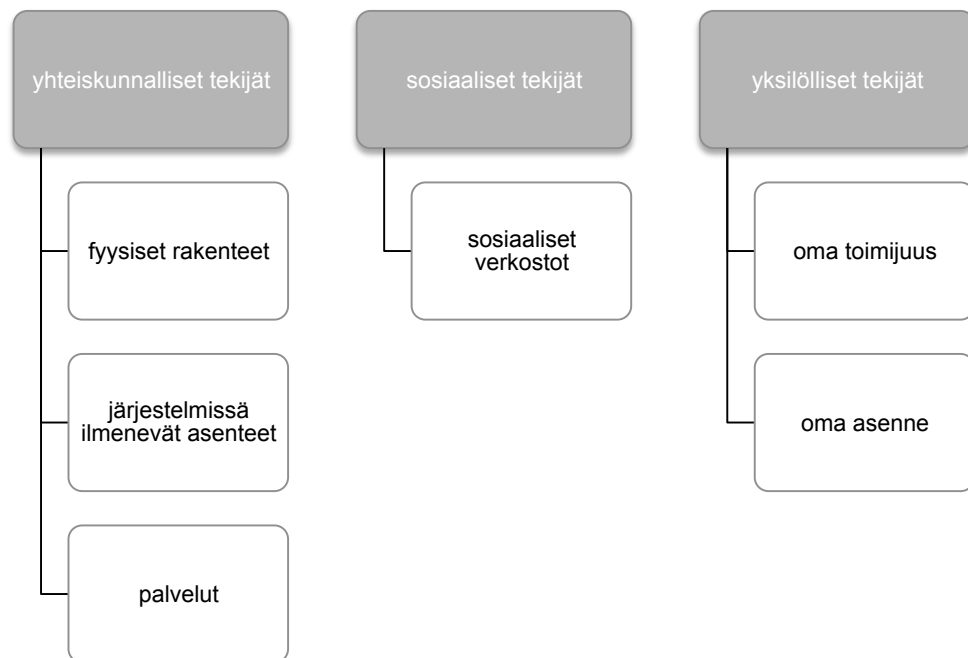 yhteiskunnalliset tekijät
fyysiset rakenteet
järjestelmissä
ilmenevät asenteet
palvelut
sosiaaliset tekijät
sosiaaliset
verkostot
yksilölliset tekijät
oma toimijuus
oma asenne